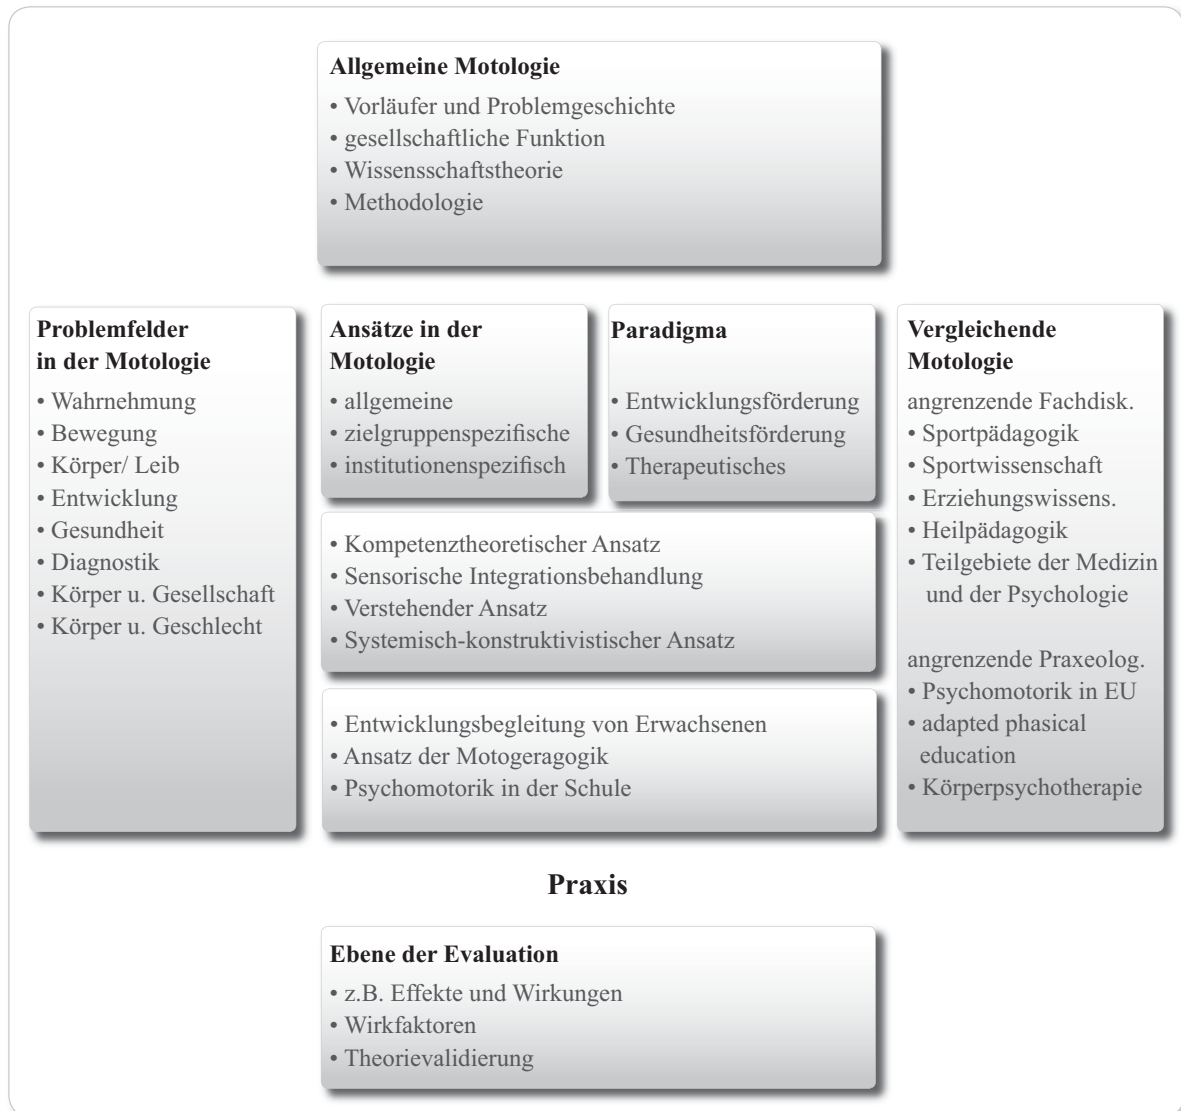 Allgemeine Motologie
• Vorläufer und Problemgeschichte
• gesellschaftliche Funktion
• Wissensschaftstheorie
• Methodologie
Problemfelder
in der Motologie
• Wahrnehmung
• Bewegung
• Körper/ Leib
• Entwicklung
• Gesundheit
• Diagnostik
• Körper u. Gesellschaft
• Körper u. Geschlecht
Ansätze in der
Motologie
• allgemeine
• zielgruppenspezifische
• institutionenspezifisch
Paradigma
• Entwicklungsförderung
• Gesundheitsförderung
• Therapeutisches
• Kompetenztheoretischer Ansatz
• Sensorische Integrationsbehandlung
• Verstehender Ansatz
• Systemisch-konstruktivistischer Ansatz
• Entwicklungsbegleitung von Erwachsenen
• Ansatz der Motogeragogik
• Psychomotorik in der Schule
Vergleichende
Motologie
angrenzende Fachdisk.
• Sportpädagogik
• Sportwissenschaft
• Erziehungswissens.
• Heilpädagogik
• Teilgebiete der Medizin
und der Psychologie
angrenzende Praxeolog.
• Psychomotorik in EU
• adapted phasical
education
• Körperpsychotherapie
Praxis
Ebene der Evaluation
• z.B. Effekte und Wirkungen
• Wirkfaktoren
• Theorievalidierung